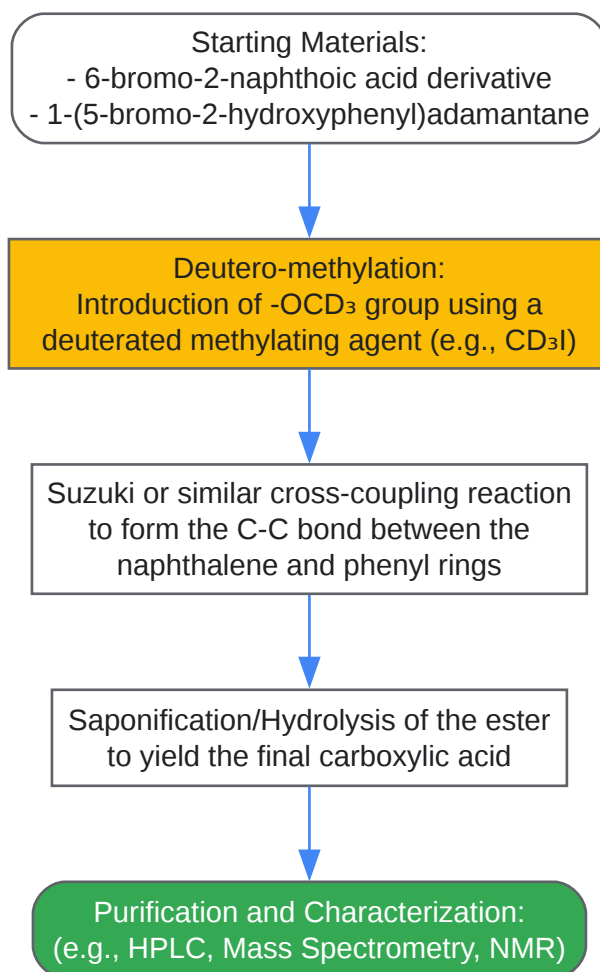 Starting Materials:
- 6-bromo-2-naphthoic acid derivative
- 1-(5-bromo-2-hydroxyphenyl)adamantane
Deutero-methylation:
Introduction of -OCD₃ group using a
deuterated methylating agent (e.g., CD₃I)
Suzuki or similar cross-coupling reaction
to form the C-C bond between the
naphthalene and phenyl rings
Saponification/Hydrolysis of the ester
to yield the final carboxylic acid
Purification and Characterization:
(e.g., HPLC, Mass Spectrometry, NMR)